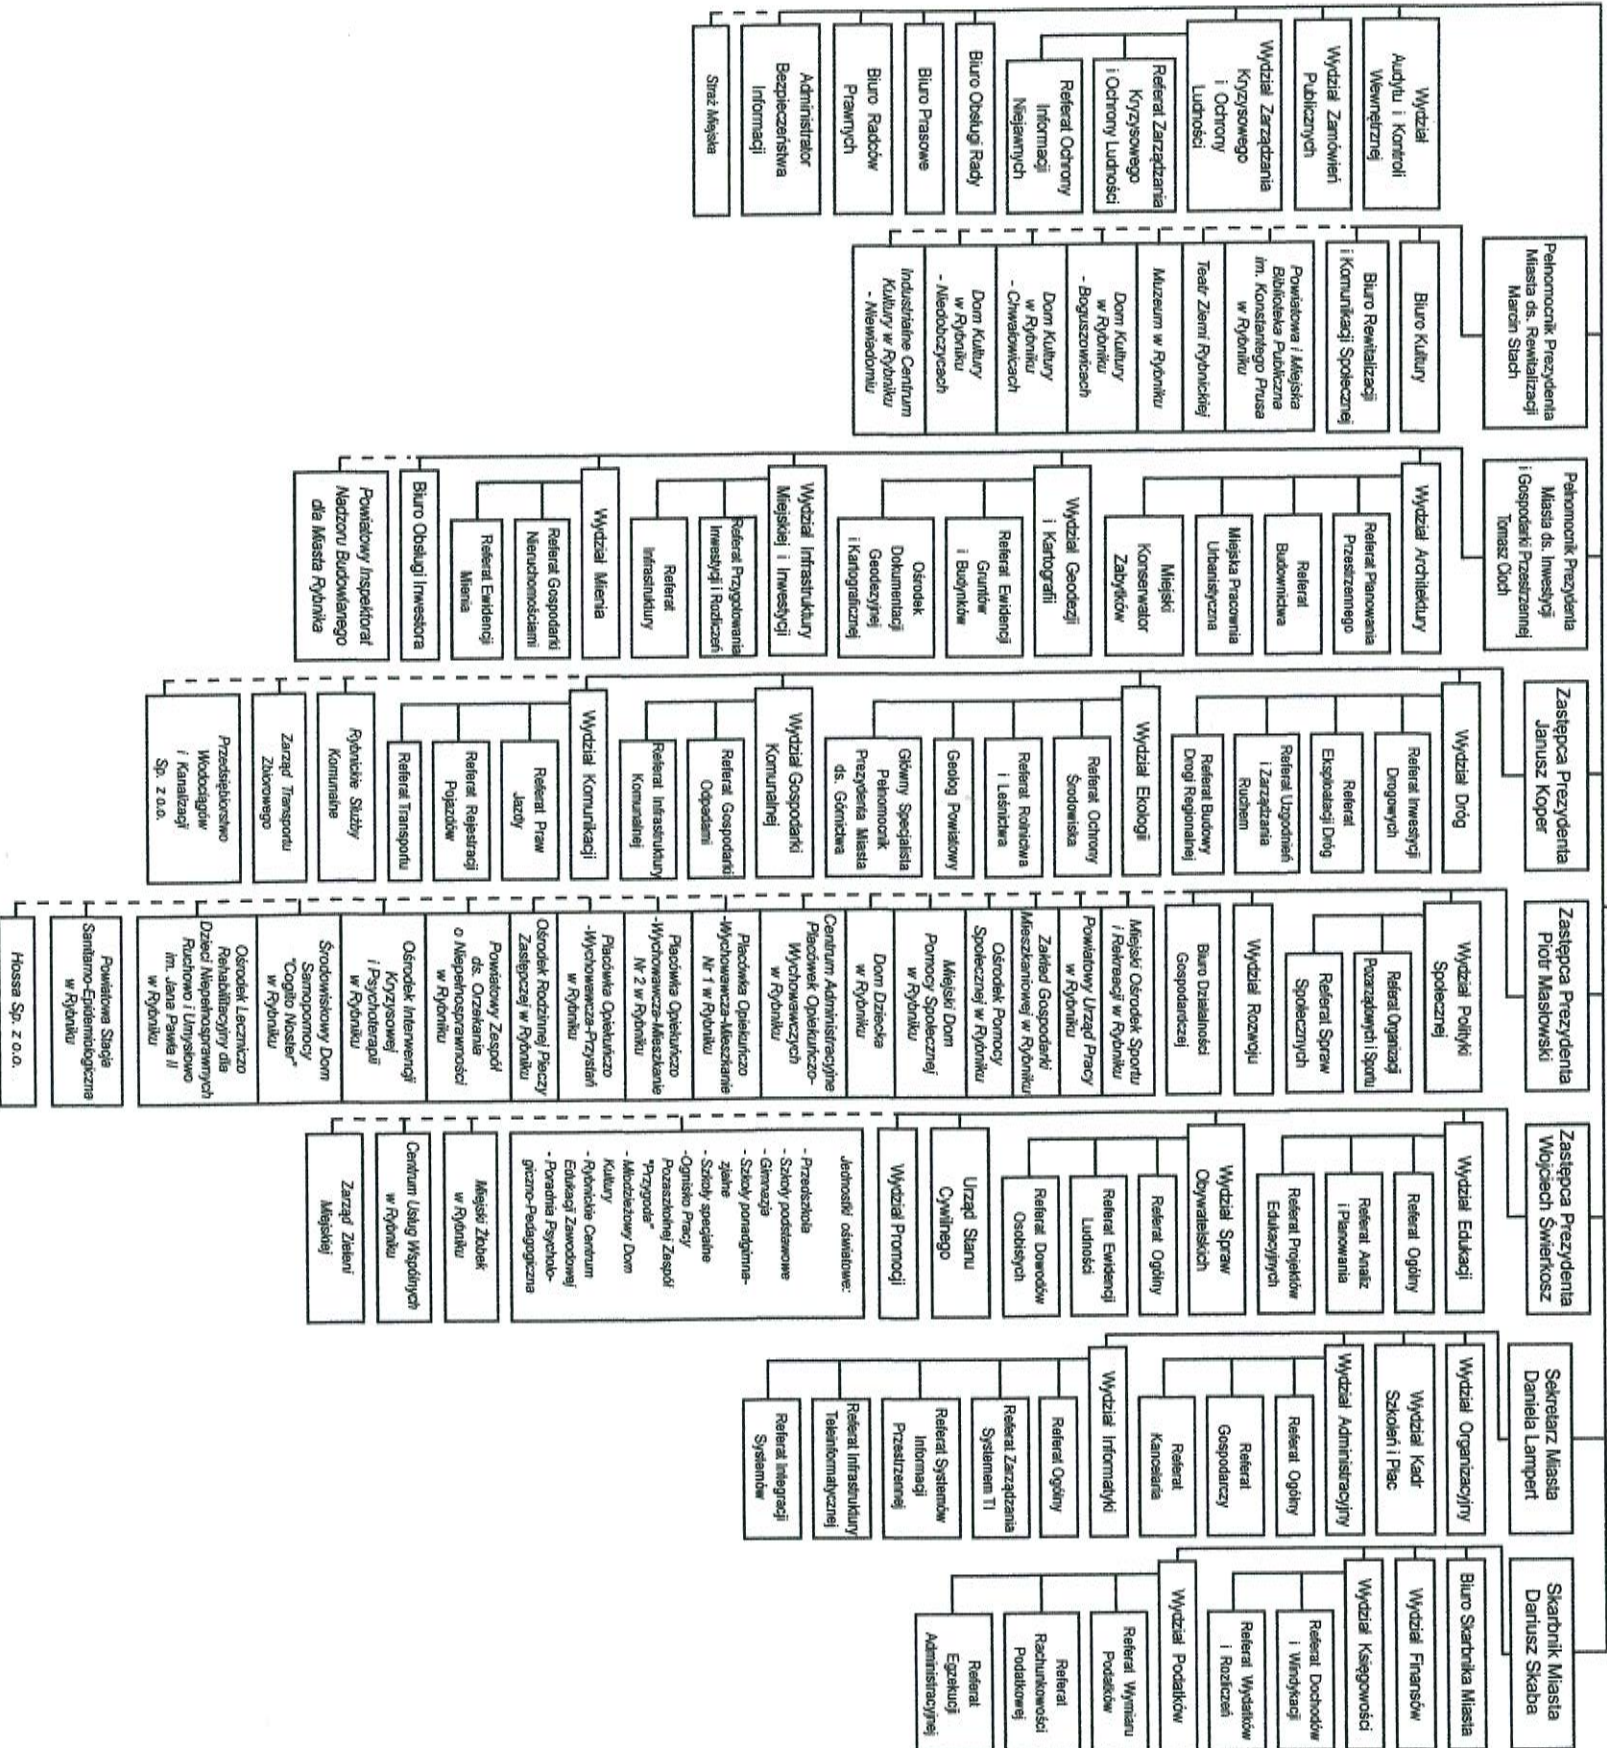 Wydział
Audytu i Kontroli
Wewnętrznej
Wydział Zamówień
Publicznych
Wydział Zarządzania
Kryzysowego
i Ochrony
Ludności
Referat Zarządzania
Kryzysowego
i Ochrony Ludności
Referat Ochrony
Informacji
Niejawnych
Biuro Obsługi Rady
Biuro Prasowe
Biuro Radców
Prawnych
Administrator
Bezpieczeństwa
Informacji
Straż Miejska
Pełnomocnik Prezydenta
Miasta ds. Rewitalizacji
Marcin Stach
Biuro Kultury
Biuro Rewitalizacji
i Komunikacji Społecznej
Powiatowa i Miejska
Biblioteka Publiczna
im. Konstantego Prusa
w Rybniku
Teatr Ziemi Rybnickiej
Muzeum w Rybniku
Dom Kultury
w Rybniku
- Boguszowicach
Dom Kultury
w Rybniku
- Chwałowicach
Dom Kultury
w Rybniku
- Niedobczycach
Industrialne Centrum
Kultury w Rybniku
- Niewiadomiu
Pełnomocnik Prezydenta
Miasta ds. Inwestycji
i Gospodarki Przestrzennej
Tomasz Cioch
Wydział Architektury
Referat Planowania
Przestrzennego
Referat
Budownictwa
Miejska Pracownia
Urbanistyczna
Miejski
Konserwator
Zabytków
Wydział Geodezji
i Kartografii
Referat Ewidencji
Gruntów
i Budynków
Ośrodek
Dokumentacji
Geodezyjnej
i Kartograficznej
Wydział Infrastruktury
Miejskiej i Inwestycji
Referat Przygotowania
Inwestycji i Rozliczeń
Referat
Infrastruktury
Wydział Mienia
Referat Gospodarki
Nieruchomościami
Referat Ewidencji
Mienia
Biuro Obsługi Inwestora
Powiatowy Inspektorat
Nadzoru Budowlanego
dla Miasta Rybnika
Zastępca Prezydenta
Janusz Koper
Wydział Dróg
Referat Inwestycji
Drogowych
Referat
Eksploatacji Dróg
Referat Uzgodnień
i Zarządzania
Ruchem
Referat Budowy
Drogi Regionalnej
Wydział Ekologii
Referat Ochrony
Środowiska
Referat Rolnictwa
i Leśnictwa
Geolog Powiatowy
Główny Specjalista
Pełnomocnik
Prezydenta Miasta
ds. Górnictwa
Wydział Gospodarki
Komunalnej
Referat Gospodarki
Odpadami
Referat Infrastruktury
Komunalnej
Wydział Komunikacji
Referat Praw
Jazdy
Referat Rejestracji
Pojazdów
Referat Transportu
Rybnickie Służby
Komunalne
Zarząd Transportu
Zbiorowego
Przedsiębiorstwo
Wodociągów
i Kanalizacji
Sp. z o.o.
Zastępca Prezydenta
Piotr Masłowski
Wydział Polityki
Społecznej
Referat Organizacji
Pozarządowych i Sportu
Referat Spraw
Społecznych
Wydział Rozwoju
Biuro Działalności
Gospodarczej
Miejski Ośrodek Sportu
i Rekreacji w Rybniku
Powiatowy Urząd Pracy
w Rybniku
Zakład Gospodarki
Mieszkaniowej w Rybniku
Ośrodek Pomocy
Społecznej w Rybniku
Miejski Dom
Pomocy Społecznej
w Rybniku
Dom Dziecka
w Rybniku
Centrum Administracyjne
Placówek Opiekuńczo-
Wychowawczych
w Rybniku
Placówka Opiekuńczo
-Wychowawcza-Mieszkanie
Nr 1 w Rybniku
Placówka Opiekuńczo
-Wychowawcza-Mieszkanie
Nr 2 w Rybniku
Placówka Opiekuńczo
-Wychowawcza-Przystań
w Rybniku
Ośrodek Rodzinnej Pieczy
Zastępczej w Rybniku
Powiatowy Zespół
ds. Orzekania
o Niepełnosprawności
w Rybniku
Ośrodek Interwencji
Kryzysowej
i Psychoterapii
w Rybniku
Środowiskowy Dom
Samopomocy
"Cogito Noster"
w Rybniku
Ośrodek Leczniczo
Rehabilitacyjny dla
Dzieci Niepełnosprawnych
Ruchowo i Umysłowo
im. Jana Pawła II
w Rybniku
Powiatowa Stacja
Sanitarno-Epidemiologiczna
w Rybniku
Hossa Sp. z o.o.
Zastępca Prezydenta
Wojciech Świerkosz
Wydział Edukacji
Referat Ogólny
Referat Analiz
i Planowania
Referat Projektów
Edukacyjnych
Wydział Spraw
Obywatelskich
Referat Ogólny
Referat Ewidencji
Ludności
Referat Dowodów
Osobistych
Urząd Stanu
Cywilnego
Wydział Promocji
Jednostki oświatowe:
- Przedszkola
- Szkoły podstawowe
- Gimnazja
- Szkoły ponadgimna-
zjalne
- Szkoły specjalne
-Ognisko Pracy
Pozaszkolnej Zespół
"Przygoda"
- Młodzieżowy Dom
Kultury
- Rybnickie Centrum
Edukacji Zawodowej
- Poradnia Psycholo-
giczno-Pedagogiczna
Miejski Żłobek
w Rybniku
Centrum Usług Wspólnych
w Rybniku
Zarząd Zieleni
Miejskiej
Sekretarz Miasta
Daniela Lampert
Wydział Organizacyjny
Wydział Kadr
Szkoleń i Płac
Wydział Administracyjny
Referat Ogólny
Referat
Gospodarczy
Referat
Kancelaria
Wydział Informatyki
Referat Ogólny
Referat Zarządzania
Systemem TI
Referat Systemów
Informacji
Przestrzennej
Referat Infrastruktury
Teleinformatycznej
Referat Integracji
Systemów
Skarbnik Miasta
Dariusz Skaba
Biuro Skarbnika Miasta
Wydział Finansów
Wydział Księgowości
Referat Dochodów
i Windykacji
Referat Wydatków
i Rozliczeń
Wydział Podatków
Referat Wymiaru
Podatków
Referat
Rachunkowości
Podatkowej
Referat
Egzekucji
Administracyjnej